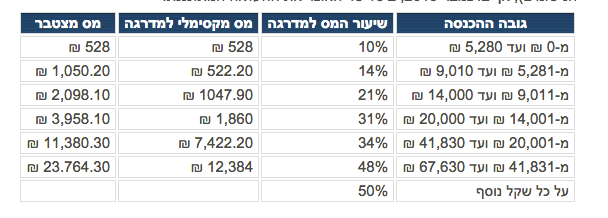 גובה ההכנסה שיעור המס למדרגה מס מקסימלי למדרגה מס מצטבר
מ-0 ₪ ועד 5,280 ₪ 10% 528 ₪ 528 ₪
מ-5,281 ₪ ועד 9,010 ₪ 14% 522.20 ₪ 1,050.20 ₪
מ-9,011 ₪ ועד 14,000 ₪ 21% 1047.90 ₪ 2,098.10 ₪
מ-14,001 ₪ ועד 20,000 ₪ 31% 1,860 ₪ 3,958.10 ₪
מ-20,001 ₪ ועד 41,830 ₪ 34% 7,422.20 ₪ 11,380.30 ₪
מ-41,831 ₪ ועד 67,630 ₪ 48% 12,384 ₪ 23.764.30 ₪
על כל שקל נוסף 50%